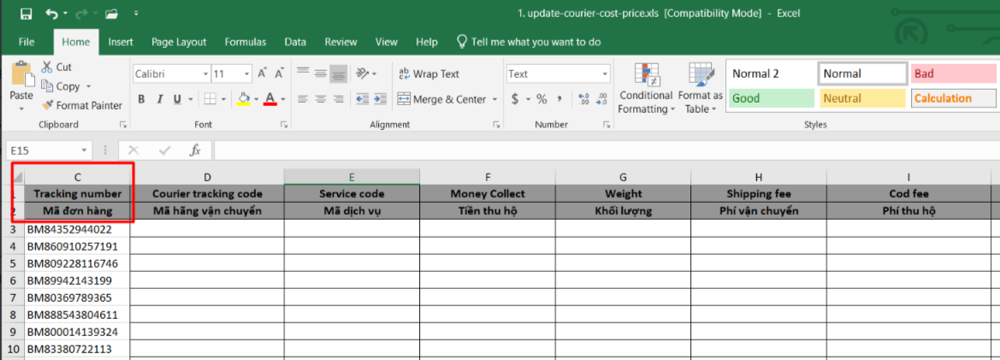 1. update-courier-cost-price.xls [Compatibility Mode] - Excel
File Home Insert Page Layout Formulas Data Review View Help Tell me what you want to do
Cut
Copy
Format Painter
Paste
Clipboard
Calibri 11
B I U
Font
Wrap Text
Merge & Center
Alignment
Text
$ % ,
Number
Conditional Formatting
Format as Table
Normal 2 Normal Bad
Good Neutral Calculation
Styles
E15 fx
C D E F G H I
1 Tracking number Courier tracking code Service code Money Collect Weight Shipping fee Cod fee
2 Mã đơn hàng Mã hãng vận chuyển Mã dịch vụ Tiền thu hộ Khối lượng Phí vận chuyển Phí thu hộ
3 BM84352944022
4 BM860910257191
5 BM809228116746
6 BM89942143199
7 BM80369789365
8 BM888543804611
9 BM800014139324
10 BM83380722113